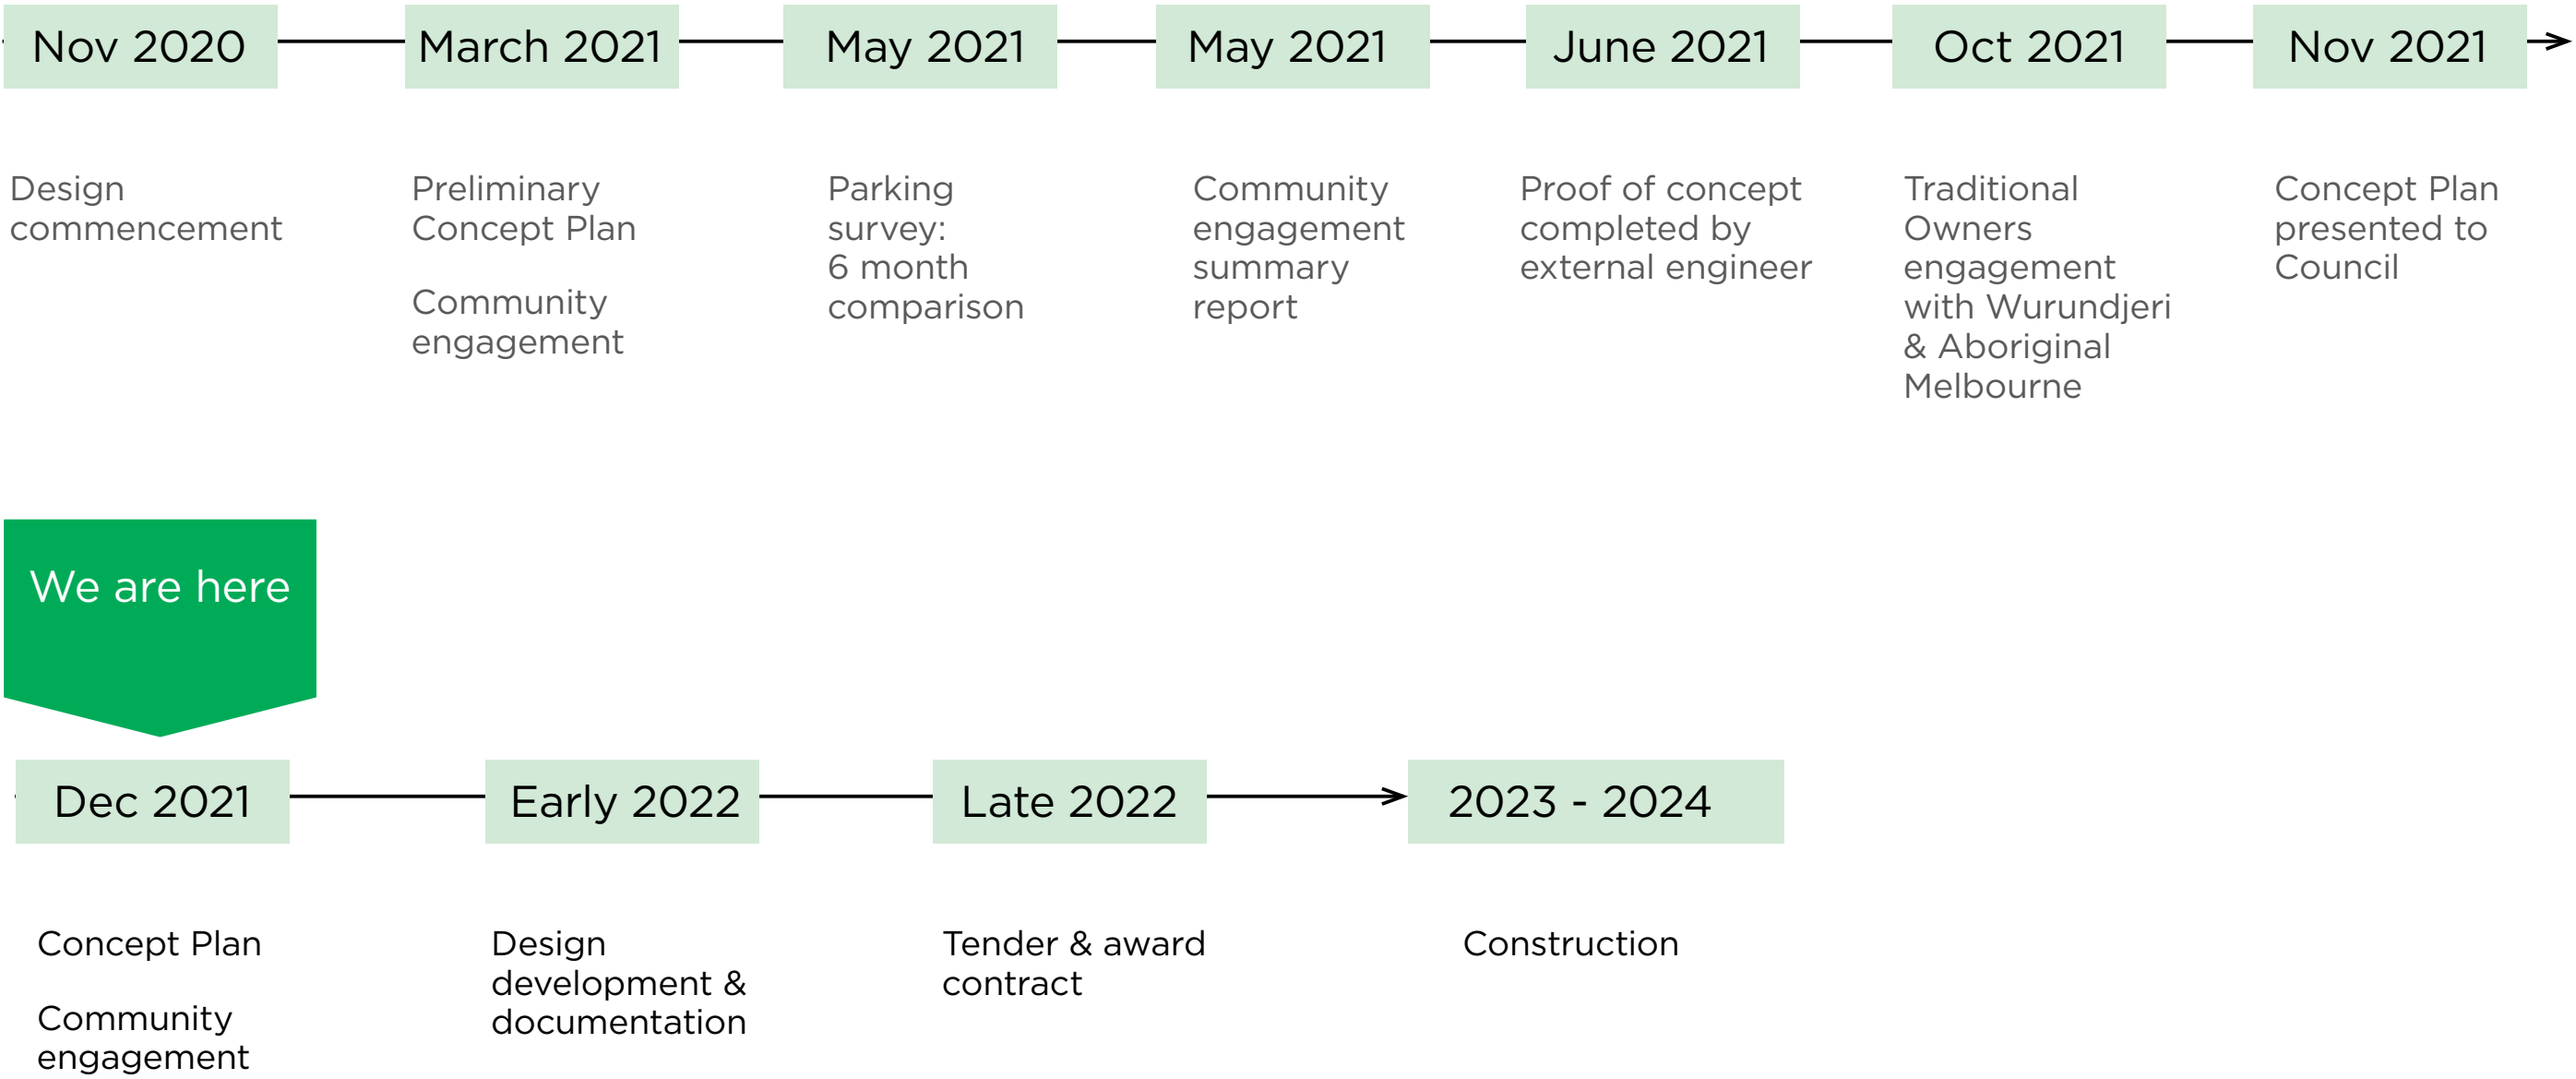 Nov 2020
March 2021
May 2021
May 2021
June 2021
Oct 2021
Nov 2021
Design
commencement
Preliminary
Concept Plan
Community
engagement
Parking
survey:
6 month
comparison
Community
engagement
summary
report
Proof of concept
completed by
external engineer
Traditional
Owners
engagement
with Wurundjeri
& Aboriginal
Melbourne
Concept Plan
presented to
Council
We are here
Dec 2021
Early 2022
Late 2022
2023 - 2024
Concept Plan
Community
engagement
Design
development &
documentation
Tender & award
contract
Construction